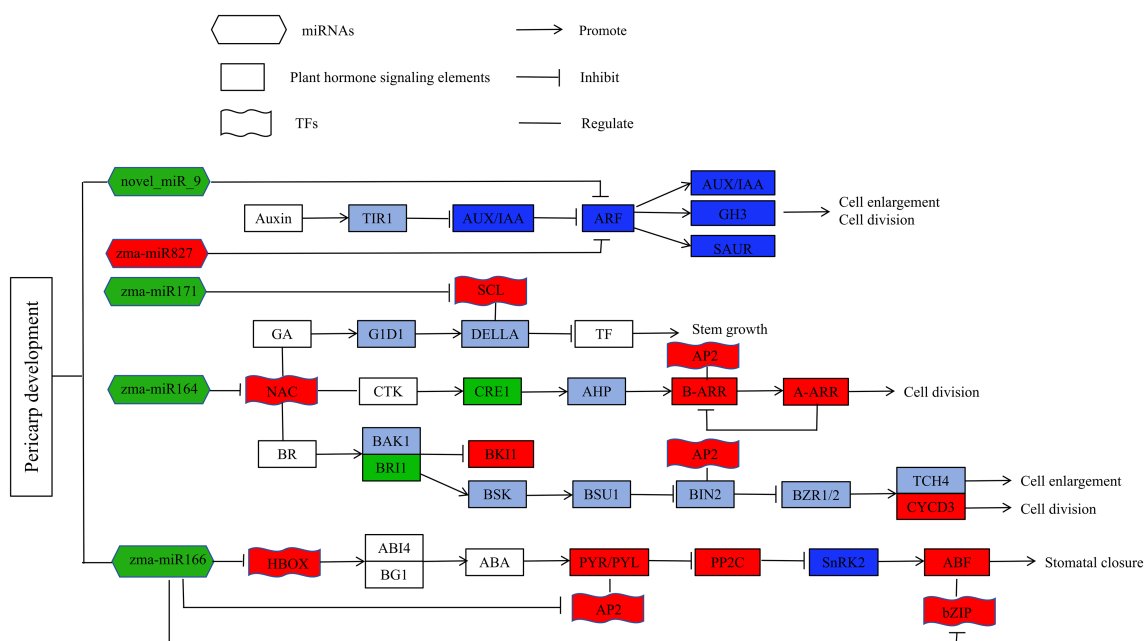 miRNAs
Promote
Plant hormone signaling elements
Inhibit
TFs
Regulate
Pericarp development
novel_miR_9
AUX/IAA
Auxin
TIR1
AUX/IAA
ARF
GH3
Cell enlargement
Cell division
zma-miR827
SAUR
zma-miR171
SCL
GA
G1D1
DELLA
TF
Stem growth
AP2
zma-miR164
NAC
CTK
CRE1
AHP
B-ARR
A-ARR
Cell division
BR
BAK1
BRI1
BKI1
AP2
BSK
BSU1
BIN2
BZR1/2
TCH4
CYCD3
Cell enlargement
Cell division
zma-miR166
HBOX
ABI4
BG1
ABA
PYR/PYL
PP2C
SnRK2
ABF
Stomatal closure
AP2
bZIP